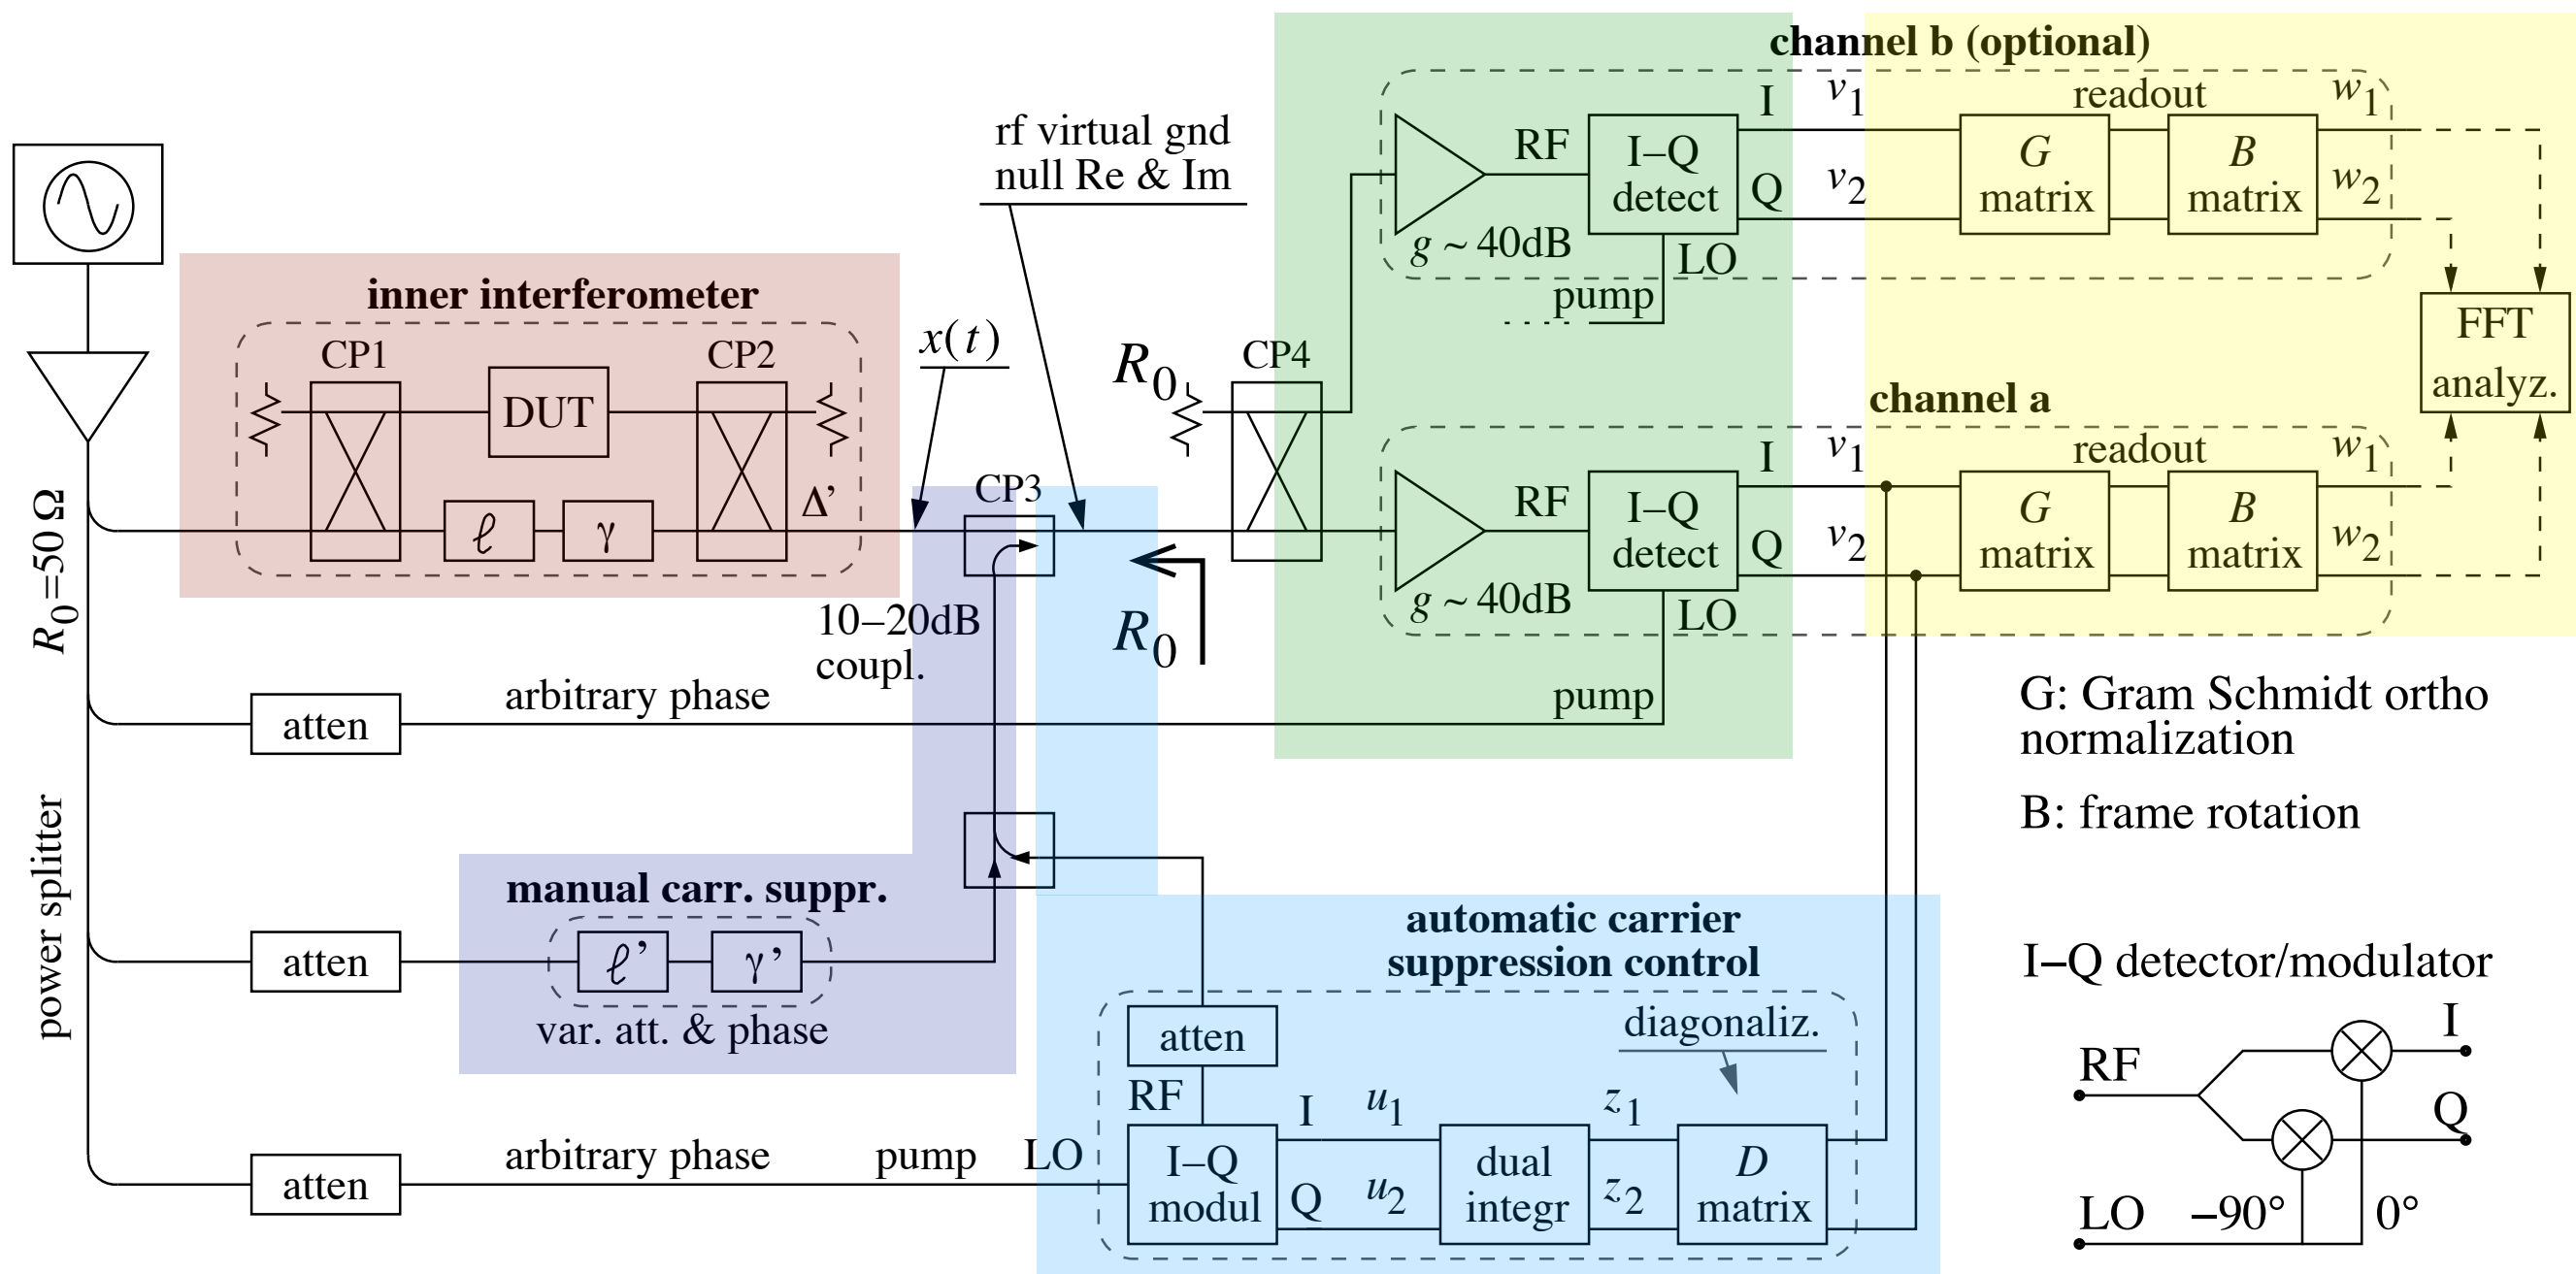 channel b (optional)
I
v1
readout
w1
rf virtual gnd
null Re & Im
RF
I–Q
detect
G
matrix
B
matrix
Q
v2
w2
g ~ 40dB
LO
pump
inner interferometer
FFT
analyz.
CP1
DUT
CP2
x(t)
R0
CP4
channel a
I
v1
readout
w1
Δ’
CP3
RF
I–Q
detect
G
matrix
B
matrix
ℓ
γ
Q
v2
w2
R0=50 Ω
10–20dB
coupl.
R0
g ~ 40dB
LO
atten
arbitrary phase
pump
G: Gram Schmidt ortho
normalization
B: frame rotation
power splitter
manual carr. suppr.
atten
ℓ’
γ’
var. att. & phase
automatic carrier
suppression control
I–Q detector/modulator
atten
diagonaliz.
RF
I
u1
z1
atten
arbitrary phase
pump
LO
I–Q
modul
dual
integr
D
matrix
Q
u2
z2
RF
I
Q
LO
–90°
0°